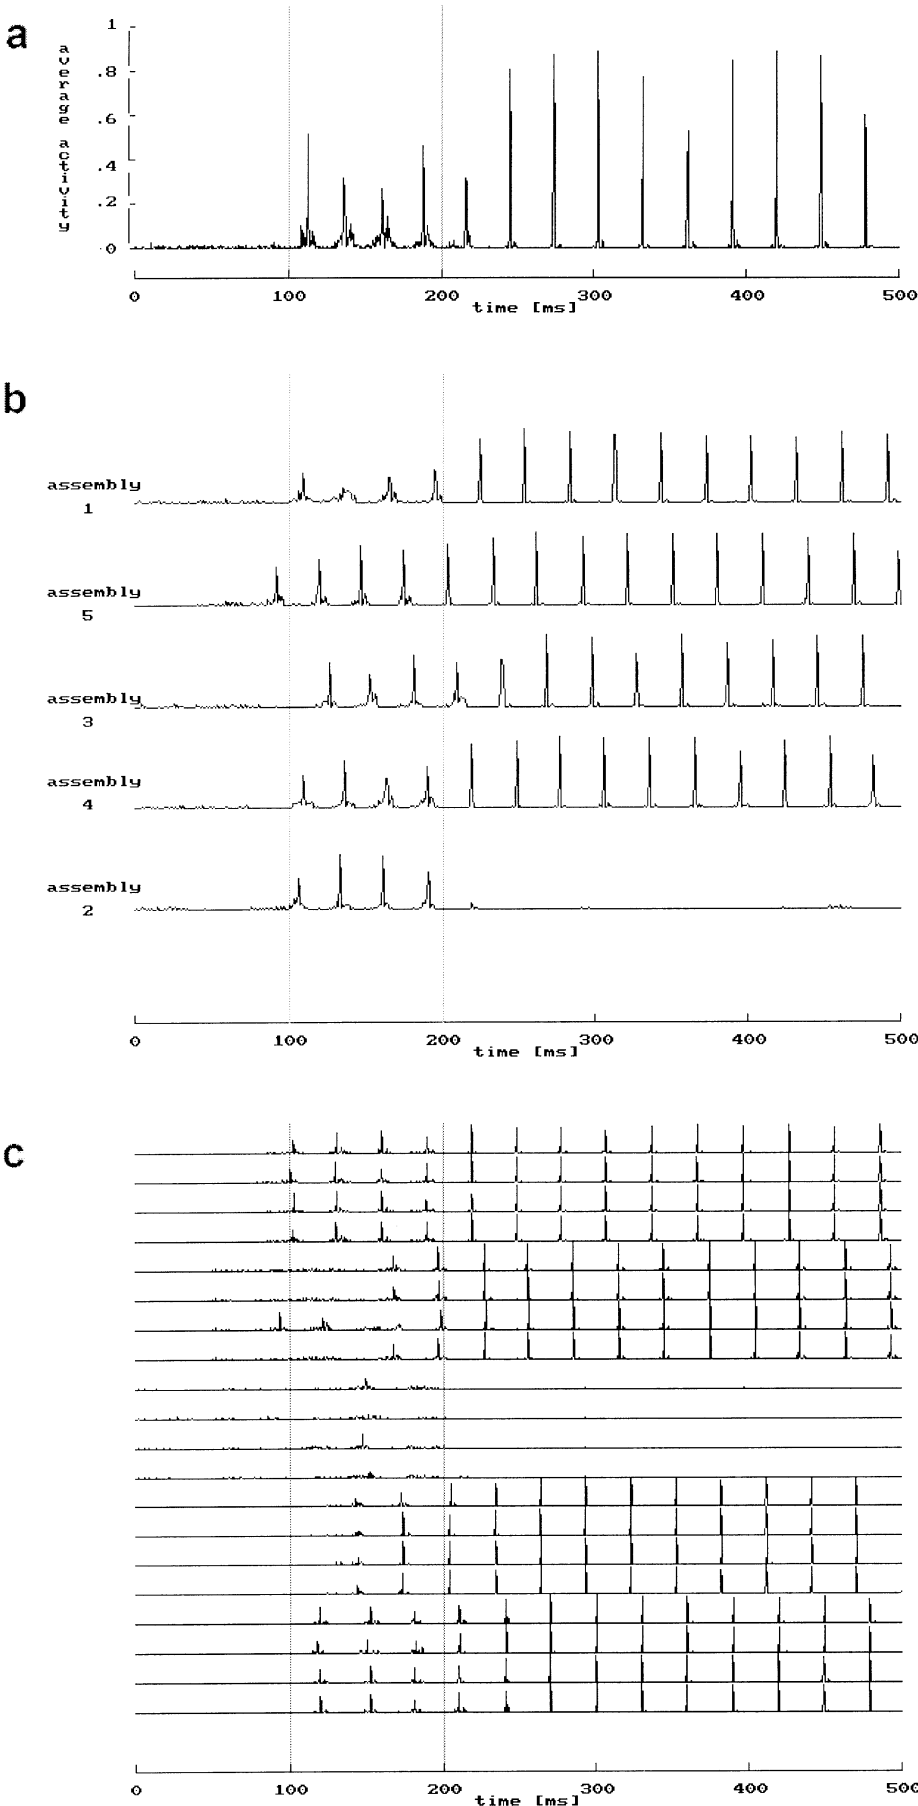 a
average activity
1
.8
.6
.4
.2
.0
0 100 200 300 400 500
time [ms]
b
assembly
1
assembly
5
assembly
3
assembly
4
assembly
2
0 100 200 300 400 500
time [ms]
c
0 100 200 300 400 500
time [ms]